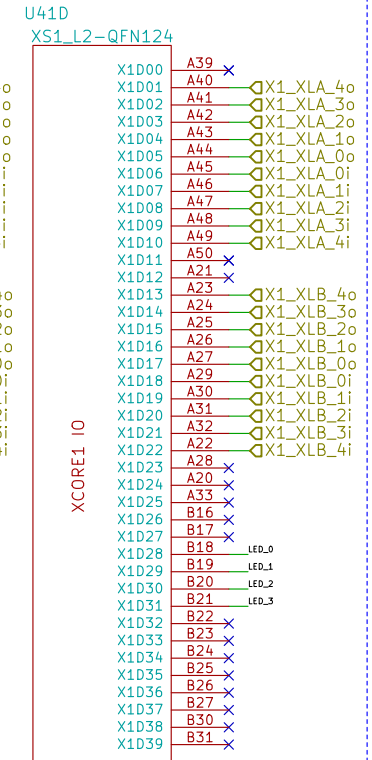 U41D
XS1_L2-QFN124
X1D00 A39
X1D01 A40 X1_XLA_4o
X1D02 A41 X1_XLA_3o
X1D03 A42 X1_XLA_2o
X1D04 A43 X1_XLA_1o
X1D05 A44 X1_XLA_0o
X1D06 A45 X1_XLA_0i
X1D07 A46 X1_XLA_1i
X1D08 A47 X1_XLA_2i
X1D09 A48 X1_XLA_3i
X1D10 A49 X1_XLA_4i
X1D11 A50
X1D12 A21
X1D13 A23 X1_XLB_4o
X1D14 A24 X1_XLB_3o
X1D15 A25 X1_XLB_2o
X1D16 A26 X1_XLB_1o
X1D17 A27 X1_XLB_0o
X1D18 A29 X1_XLB_0i
X1D19 A30 X1_XLB_1i
X1D20 A31 X1_XLB_2i
X1D21 A32 X1_XLB_3i
X1D22 A22 X1_XLB_4i
X1D23 A28
X1D24 A20
X1D25 A33
X1D26 B16
X1D27 B17
X1D28 B18 LED_0
X1D29 B19 LED_1
X1D30 B20 LED_2
X1D31 B21 LED_3
X1D32 B22
X1D33 B23
X1D34 B24
X1D35 B25
X1D36 B26
X1D37 B27
X1D38 B30
X1D39 B31
XCORE1 IO